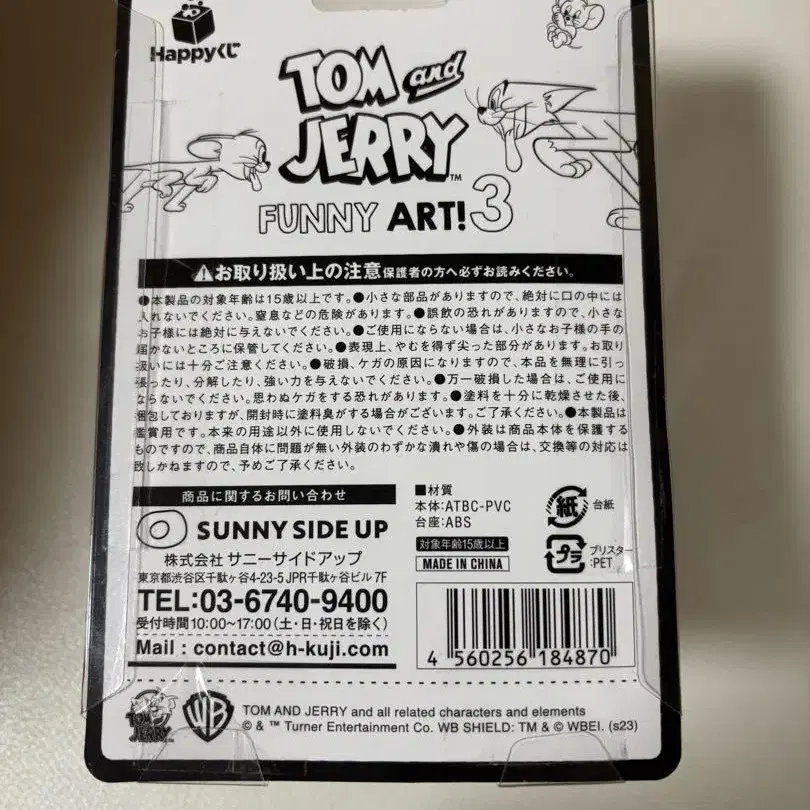 Happyくじ
TOM and
JERRY™
FUNNY ART! 3
⚠お取り扱い上の注意 保護者の方へ必ずお読みください。
●本製品の対象年齢は15歳以上です。●小さな部品がありますので、絶対に口の中には
入れないでください。窒息などの危険があります。●誤飲の恐れがありますので、小さな
お子様には絶対に与えないでください。●ご使用にならない場合は、小さなお子様の手の
届かないところに保管してください。●表現上、やむを得ず尖った部分があります。お取り
扱いには十分ご注意ください。●破損、ケガの原因になりますので、本品を無理に引っ
張ったり、分解したり、強い力を与えないでください。●万一破損した場合は、ご使用に
ならないでください。思わぬケガをする恐れがあります。●塗料を十分に乾燥させた後、
梱包しておりますが、開封時に塗料臭がする場合がございます。ご了承ください。●本製品は
鑑賞用です。本来の用途以外に使用しないでください。●外装は商品本体を保護する
ものですので、商品自体に問題が無い外装のわずかな潰れや傷の場合は、交換等の対応は
致しかねますので、予めご了承ください。
商品に関するお問い合わせ
SUNNY SIDE UP
株式会社 サニーサイドアップ
東京都渋谷区千駄ヶ谷4-23-5 JPR千駄ヶ谷ビル 7F
TEL:03-6740-9400
受付時間10:00~17:00(土・日・祝日を除く)
Mail : contact@h-kuji.com
■材質
本体:ATBC-PVC
台座:ABS
対象年齢15歳以上
MADE IN CHINA
紙 台紙
プラ ブリスター
:PET
4 560256 184870
TOM and JERRY
WB
TOM AND JERRY and all related characters and elements
© & ™ Turner Entertainment Co. WB SHIELD: TM & © WBEI. (s23)